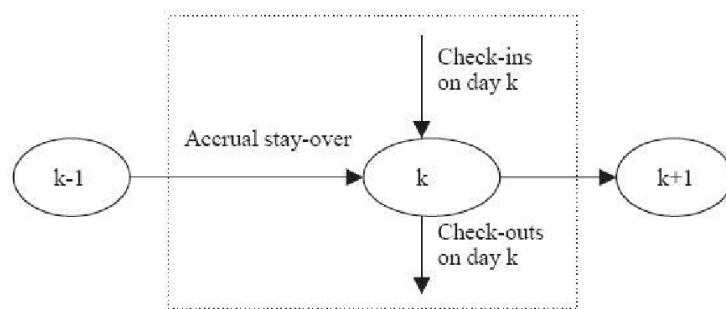 Check-ins
on day k
Accrual stay-over
k-1
k
k+1
Check-outs
on day k